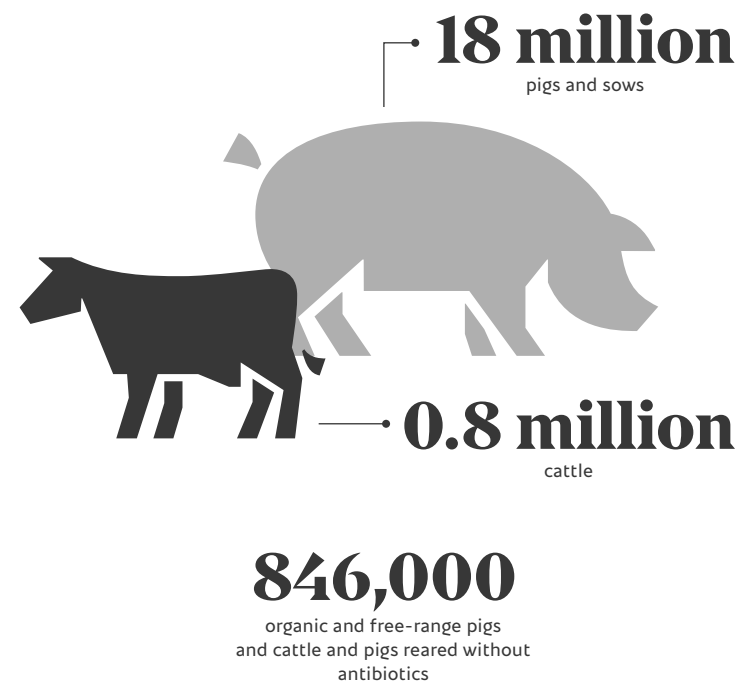 18 million
pigs and sows
0.8 million
cattle
846,000
organic and free-range pigs
and cattle and pigs reared without
antibiotics